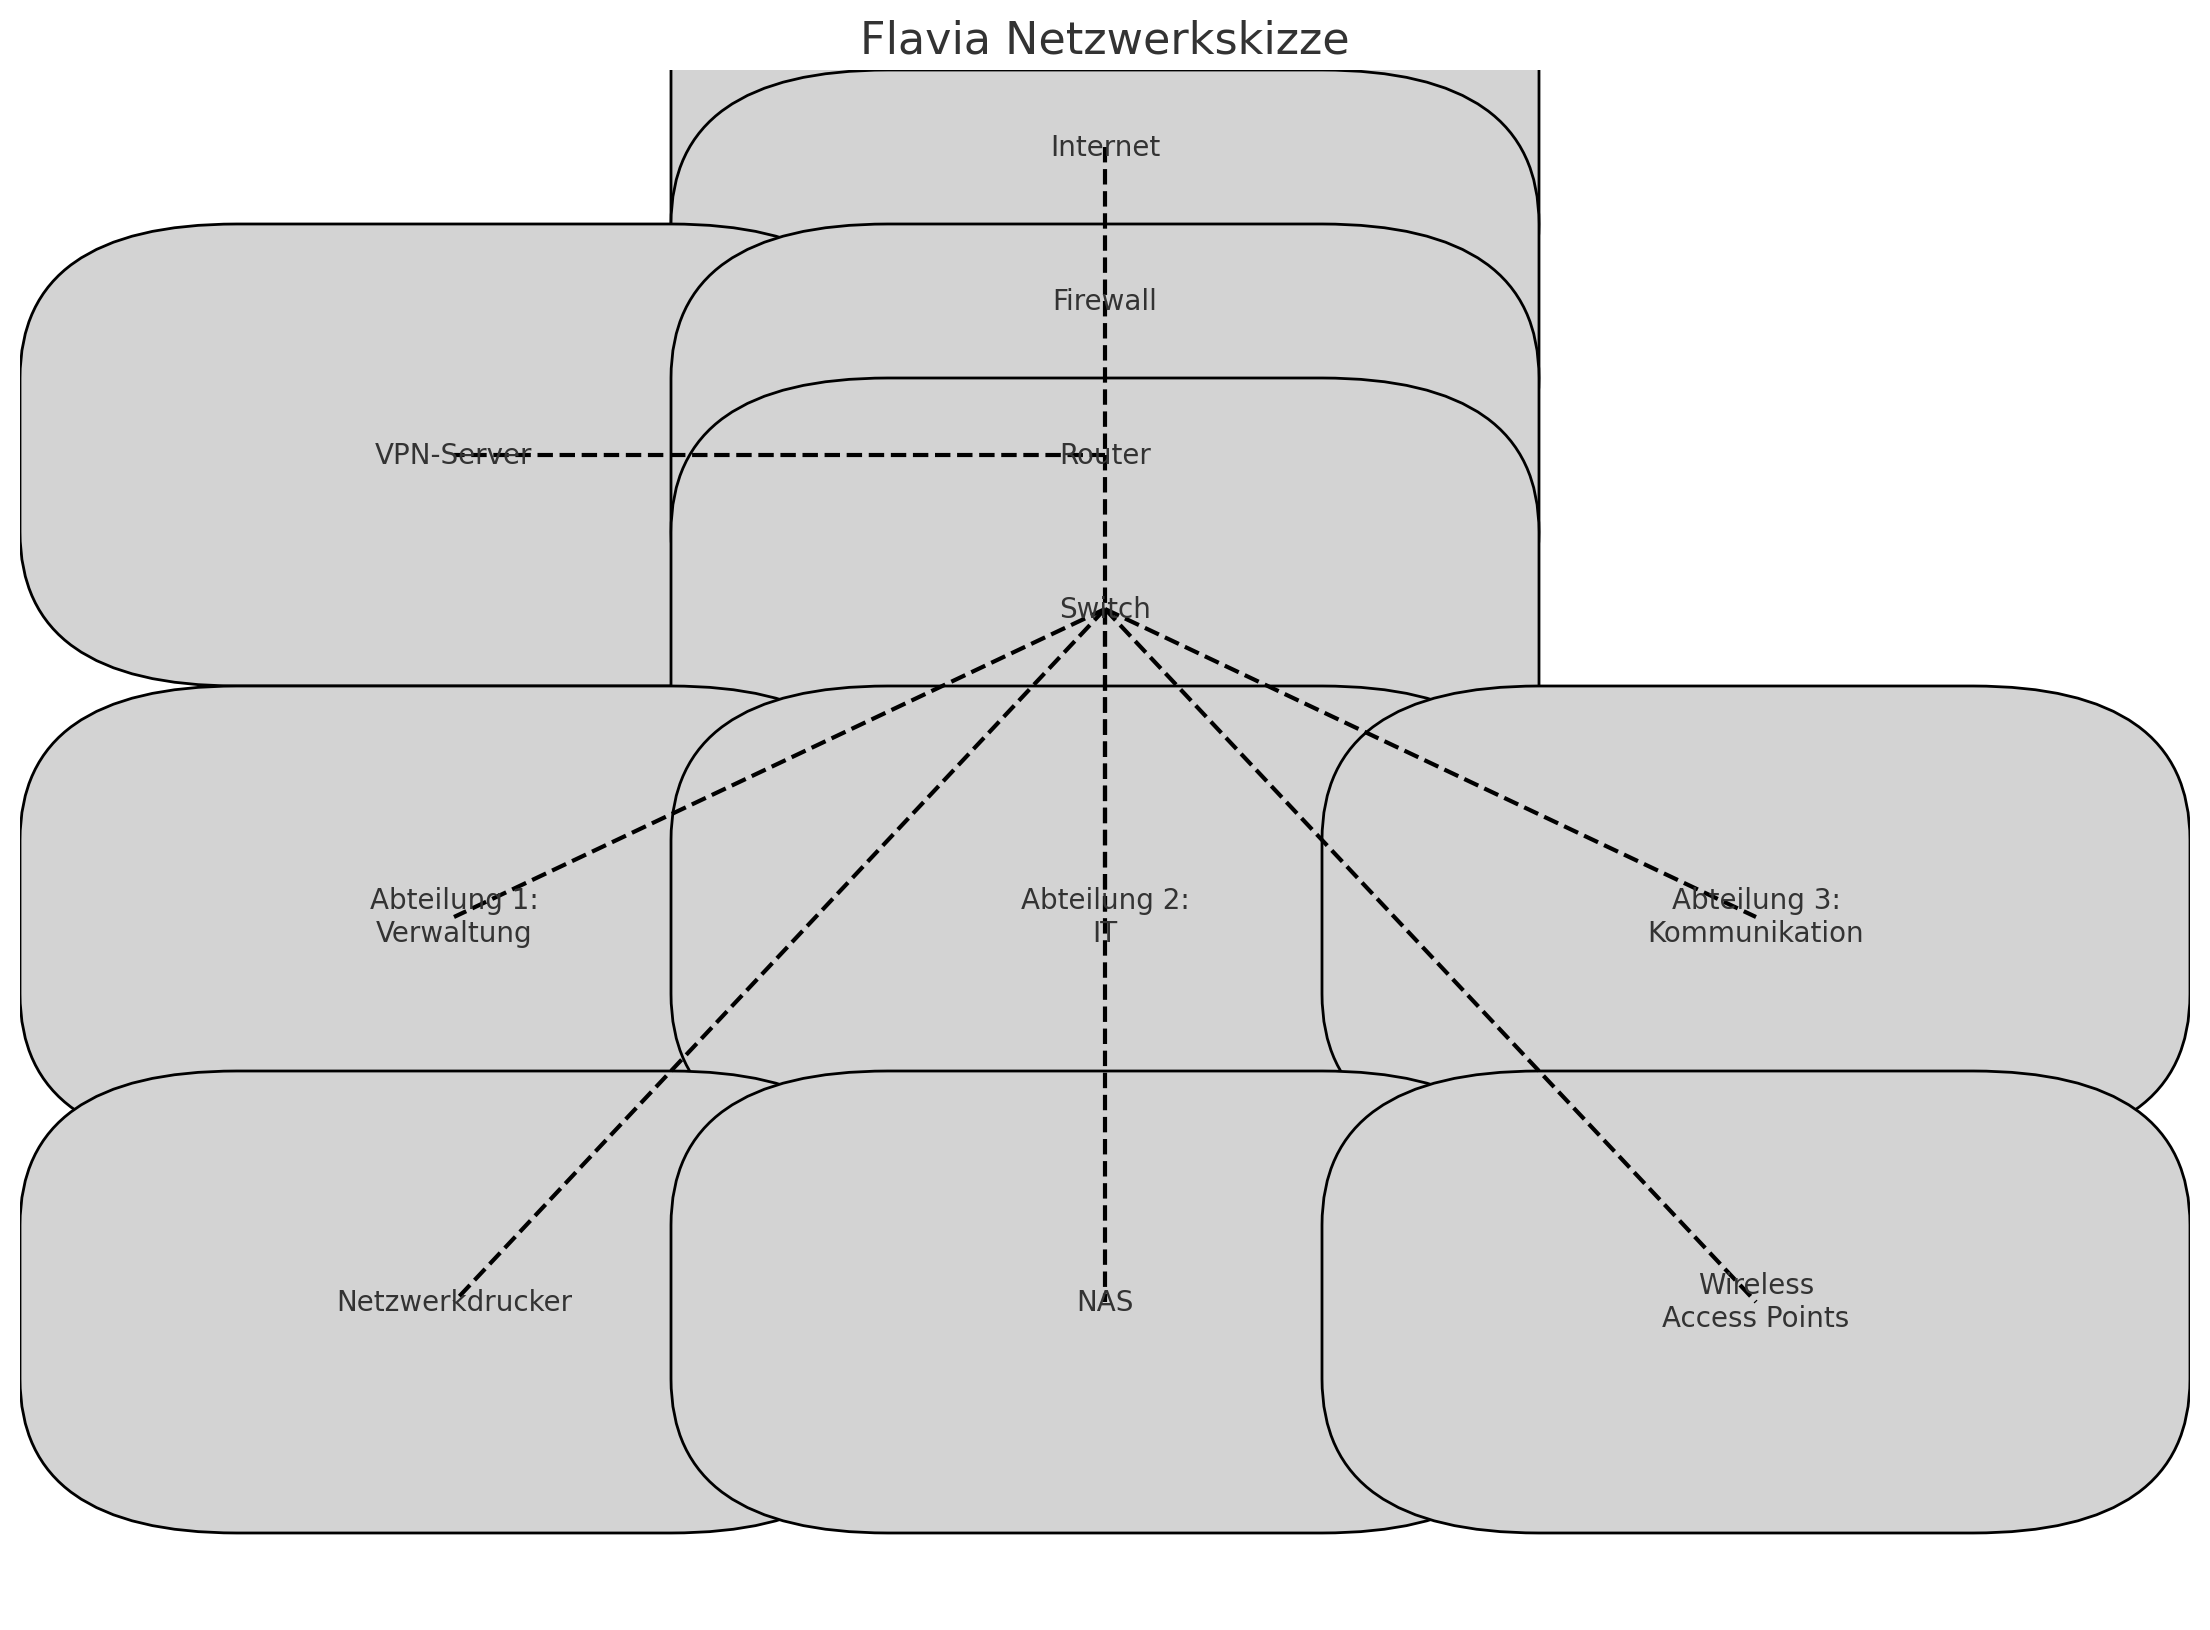 Flavia Netzwerkskizze
Internet
Firewall
VPN-Server
Router
Switch
Abteilung 1:
Verwaltung
Abteilung 2:
IT
Abteilung 3:
Kommunikation
Netzwerkdrucker
NAS
Wireless
Access Points